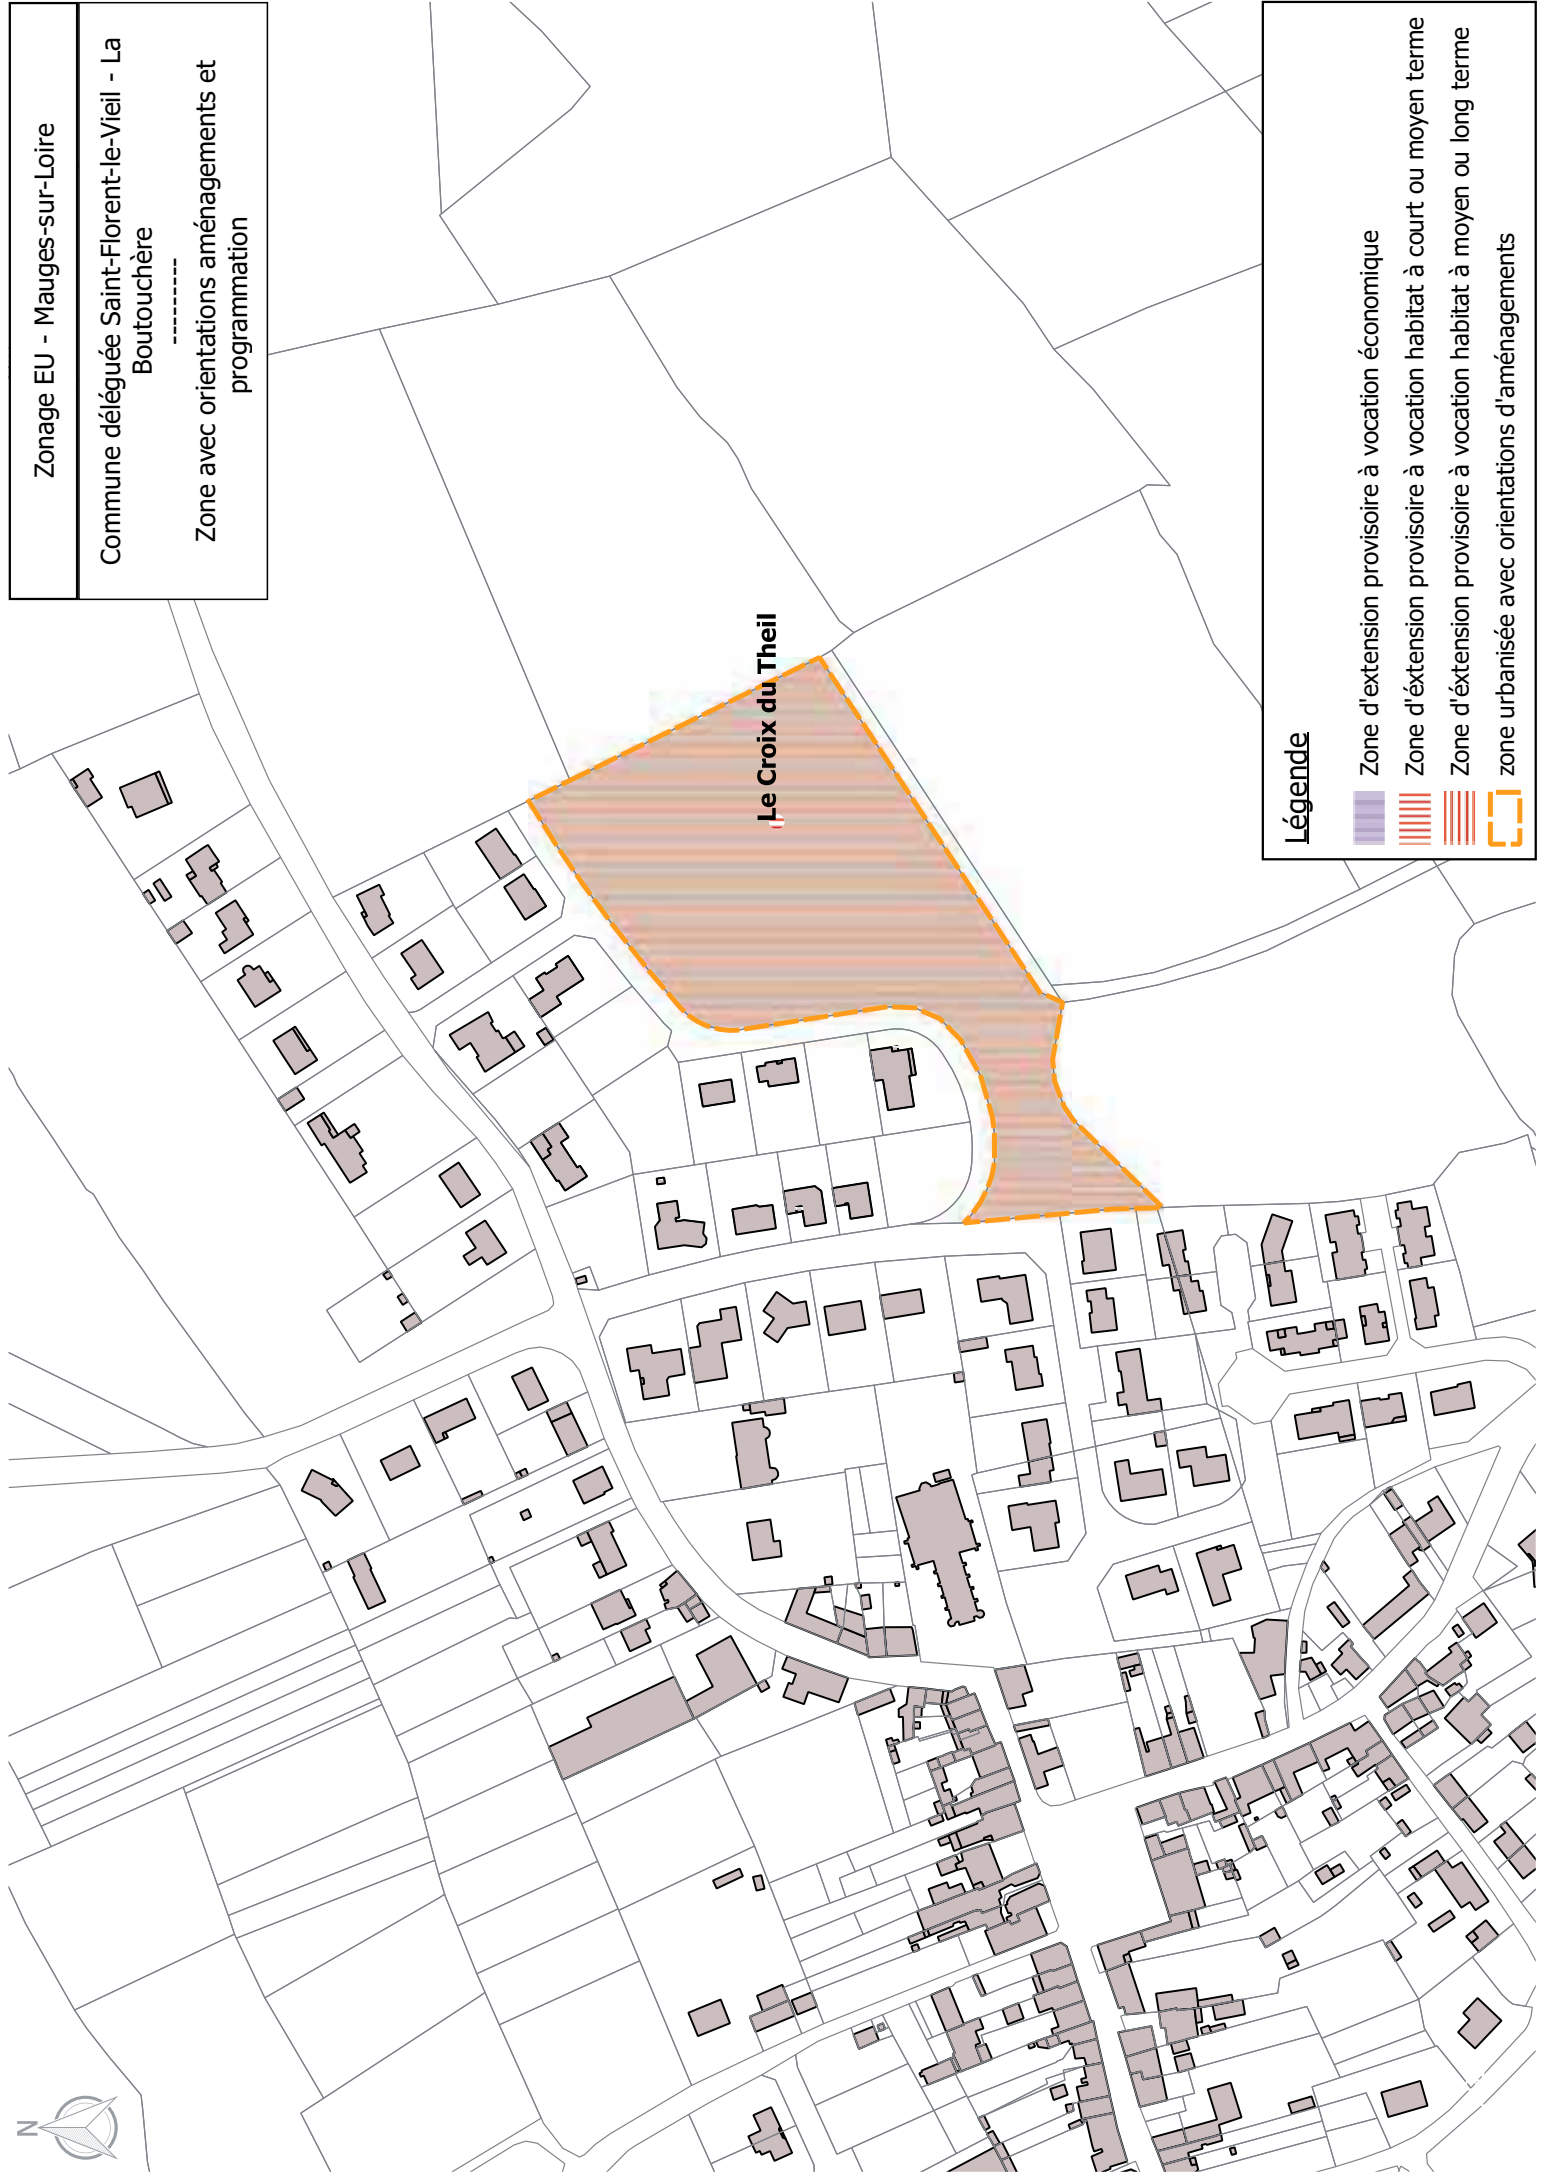 Zonage EU - Mauges-sur-Loire
Commune déléguée Saint-Florent-le-Vieil - La
Boutouchère
----------
Zone avec orientations aménagements et
programmation
Le Croix du Theil
Légende
Zone d'extension provisoire à vocation économique
Zone d'éxtension provisoire à vocation habitat à court ou moyen terme
Zone d'éxtension provisoire à vocation habitat à moyen ou long terme
zone urbanisée avec orientations d'aménagements
N